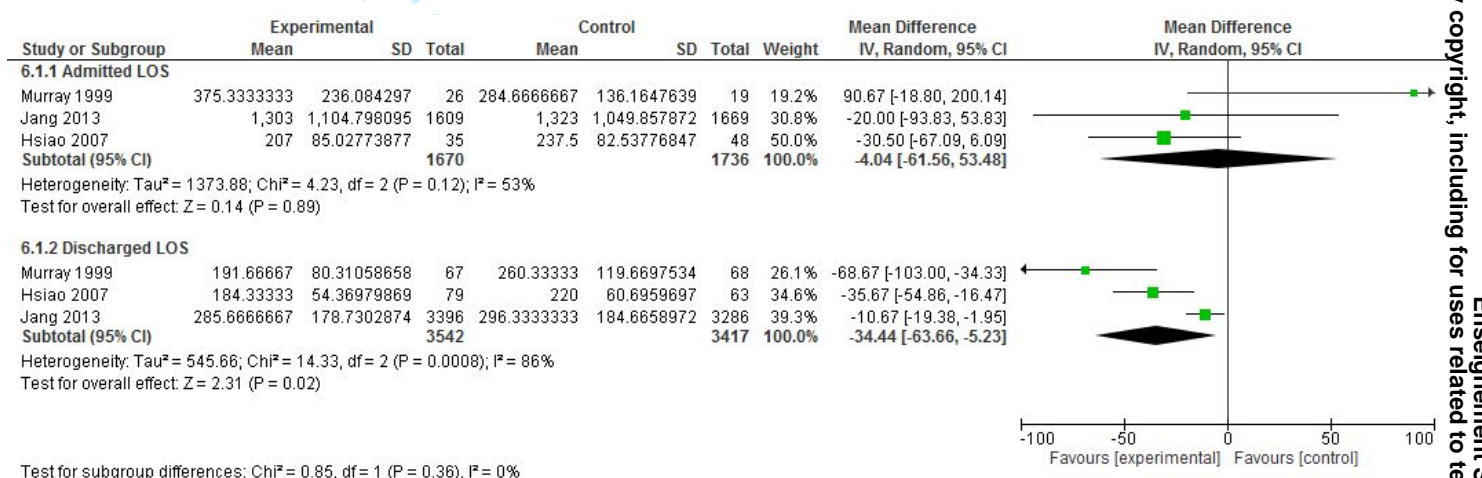 Experimental Control Mean Difference Mean Difference
Study or Subgroup Mean SD Total Mean SD Total Weight IV, Random, 95% CI IV, Random, 95% CI
6.1.1 Admitted LOS
Murray 1999 375.3333333 236.084297 26 284.6666667 136.1647639 19 19.2% 90.67 [-18.80, 200.14]
Jang 2013 1,303 1,104.798095 1609 1,323 1,049.857872 1669 30.8% -20.00 [-93.83, 53.83]
Hsiao 2007 207 85.02773877 35 237.5 82.53776847 48 50.0% -30.50 [-67.09, 6.09]
Subtotal (95% CI) 1670 1736 100.0% -4.04 [-61.56, 53.48]
Heterogeneity: Tau² = 1373.88; Chi² = 4.23, df = 2 (P = 0.12); I² = 53%
Test for overall effect: Z = 0.14 (P = 0.89)
6.1.2 Discharged LOS
Murray 1999 191.66667 80.31058658 67 260.33333 119.6697534 68 26.1% -68.67 [-103.00, -34.33]
Hsiao 2007 184.33333 54.36979869 79 220 60.6959697 63 34.6% -35.67 [-54.86, -16.47]
Jang 2013 285.6666667 178.7302874 3396 296.3333333 184.6658972 3286 39.3% -10.67 [-19.38, -1.95]
Subtotal (95% CI) 3542 3417 100.0% -34.44 [-63.66, -5.23]
Heterogeneity: Tau² = 545.66; Chi² = 14.33, df = 2 (P = 0.0008); I² = 86%
Test for overall effect: Z = 2.31 (P = 0.02)
-100 -50 0 50 100
Favours [experimental] Favours [control]
Test for subgroup differences: Chi² = 0.85, df = 1 (P = 0.36), I² = 0%
copyright, including for uses related to
Enseignement